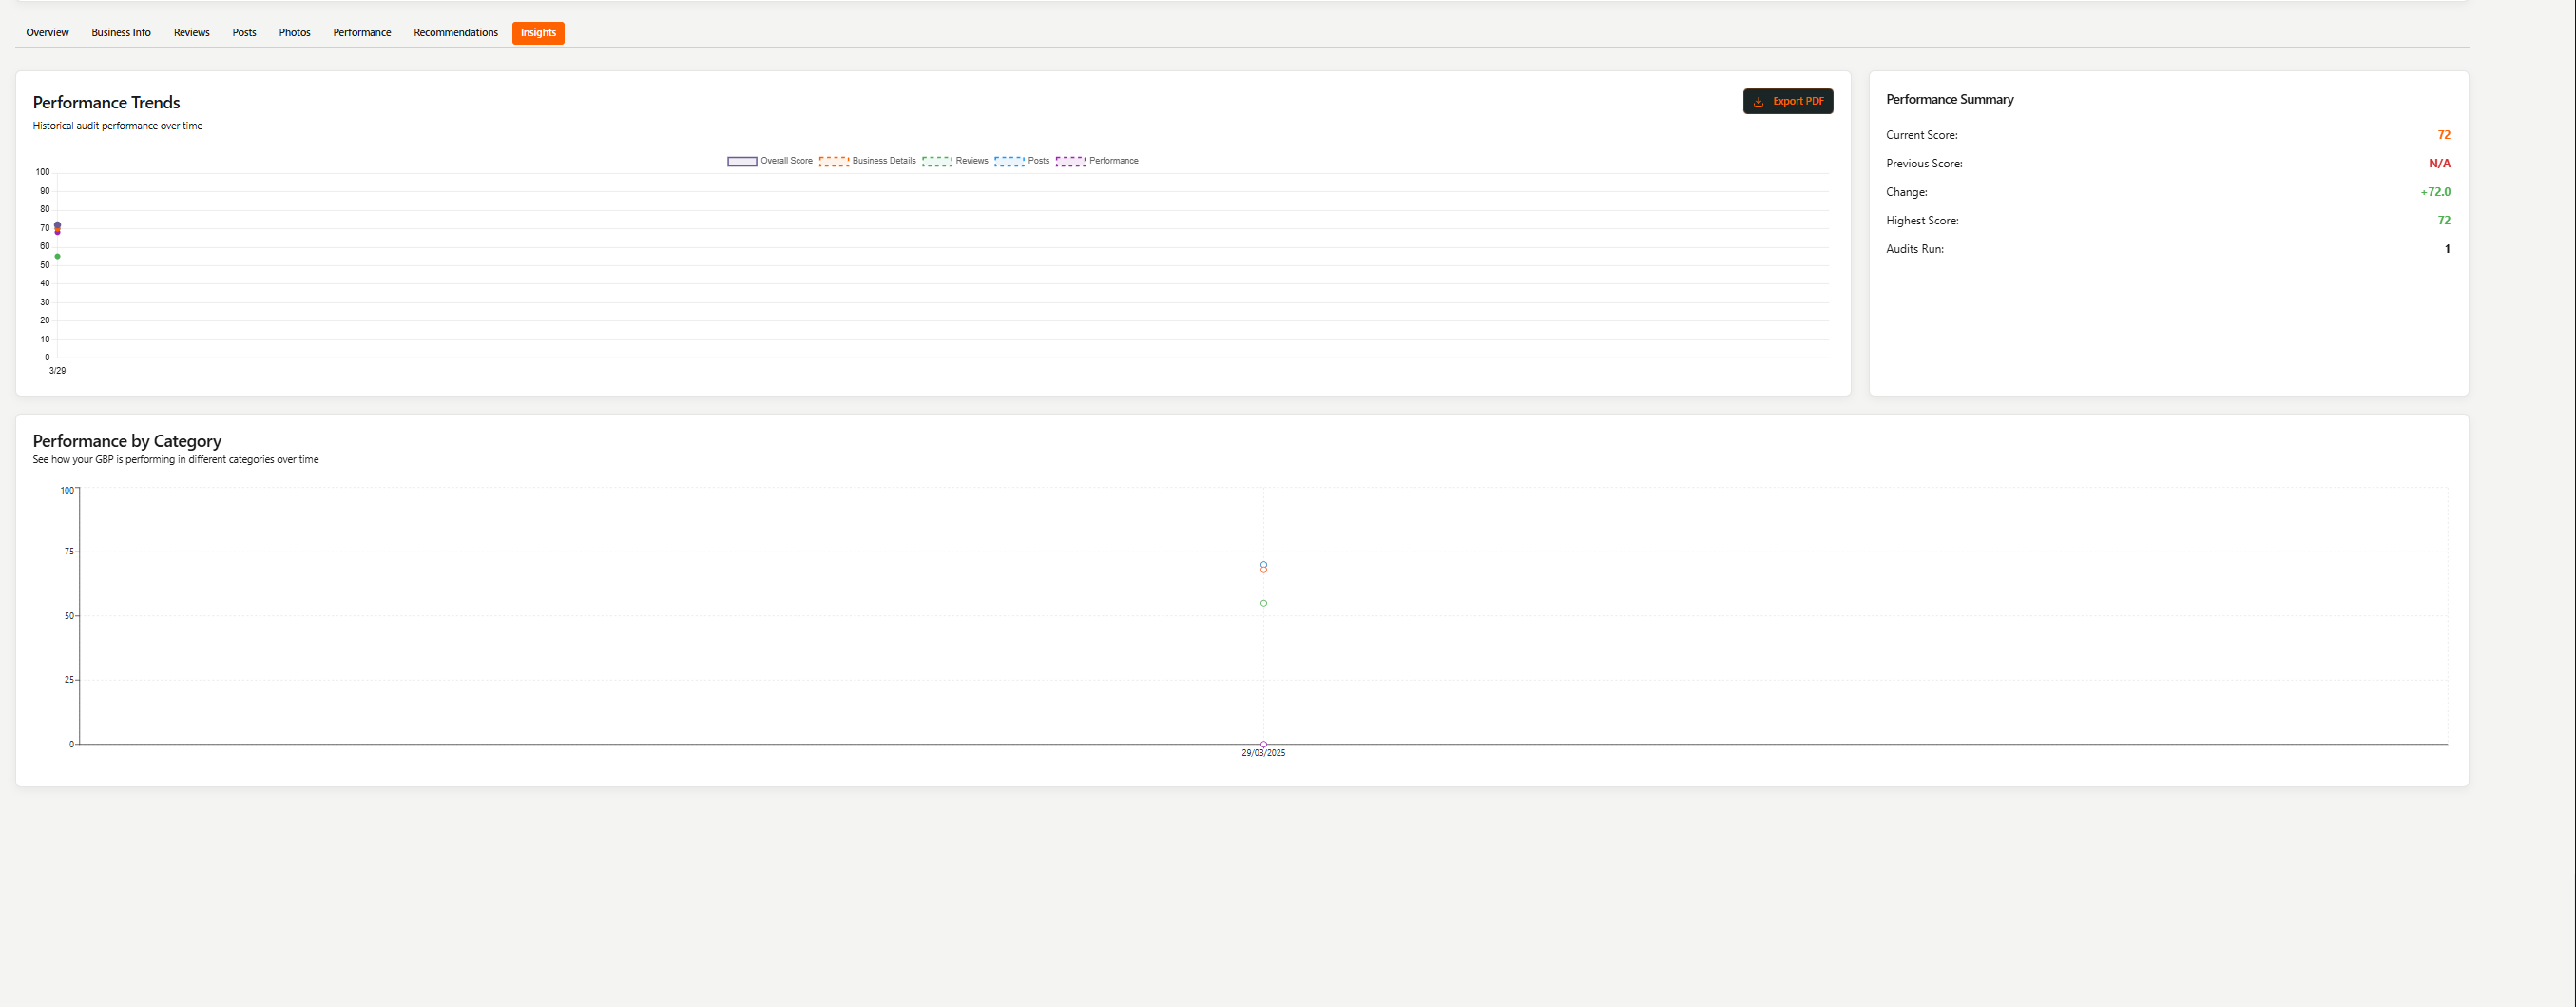 Overview Business Info Reviews Posts Photos Performance Recommendations Insights
Performance Trends
Export PDF
Historical audit performance over time
Overall Score Business Details Reviews Posts Performance
100
90
80
70
60
50
40
30
20
10
0
3/29
Performance Summary
Current Score: 72
Previous Score: N/A
Change: +72.0
Highest Score: 72
Audits Run: 1
Performance by Category
See how your GBP is performing in different categories over time
100
75
50
25
0
29/03/2025